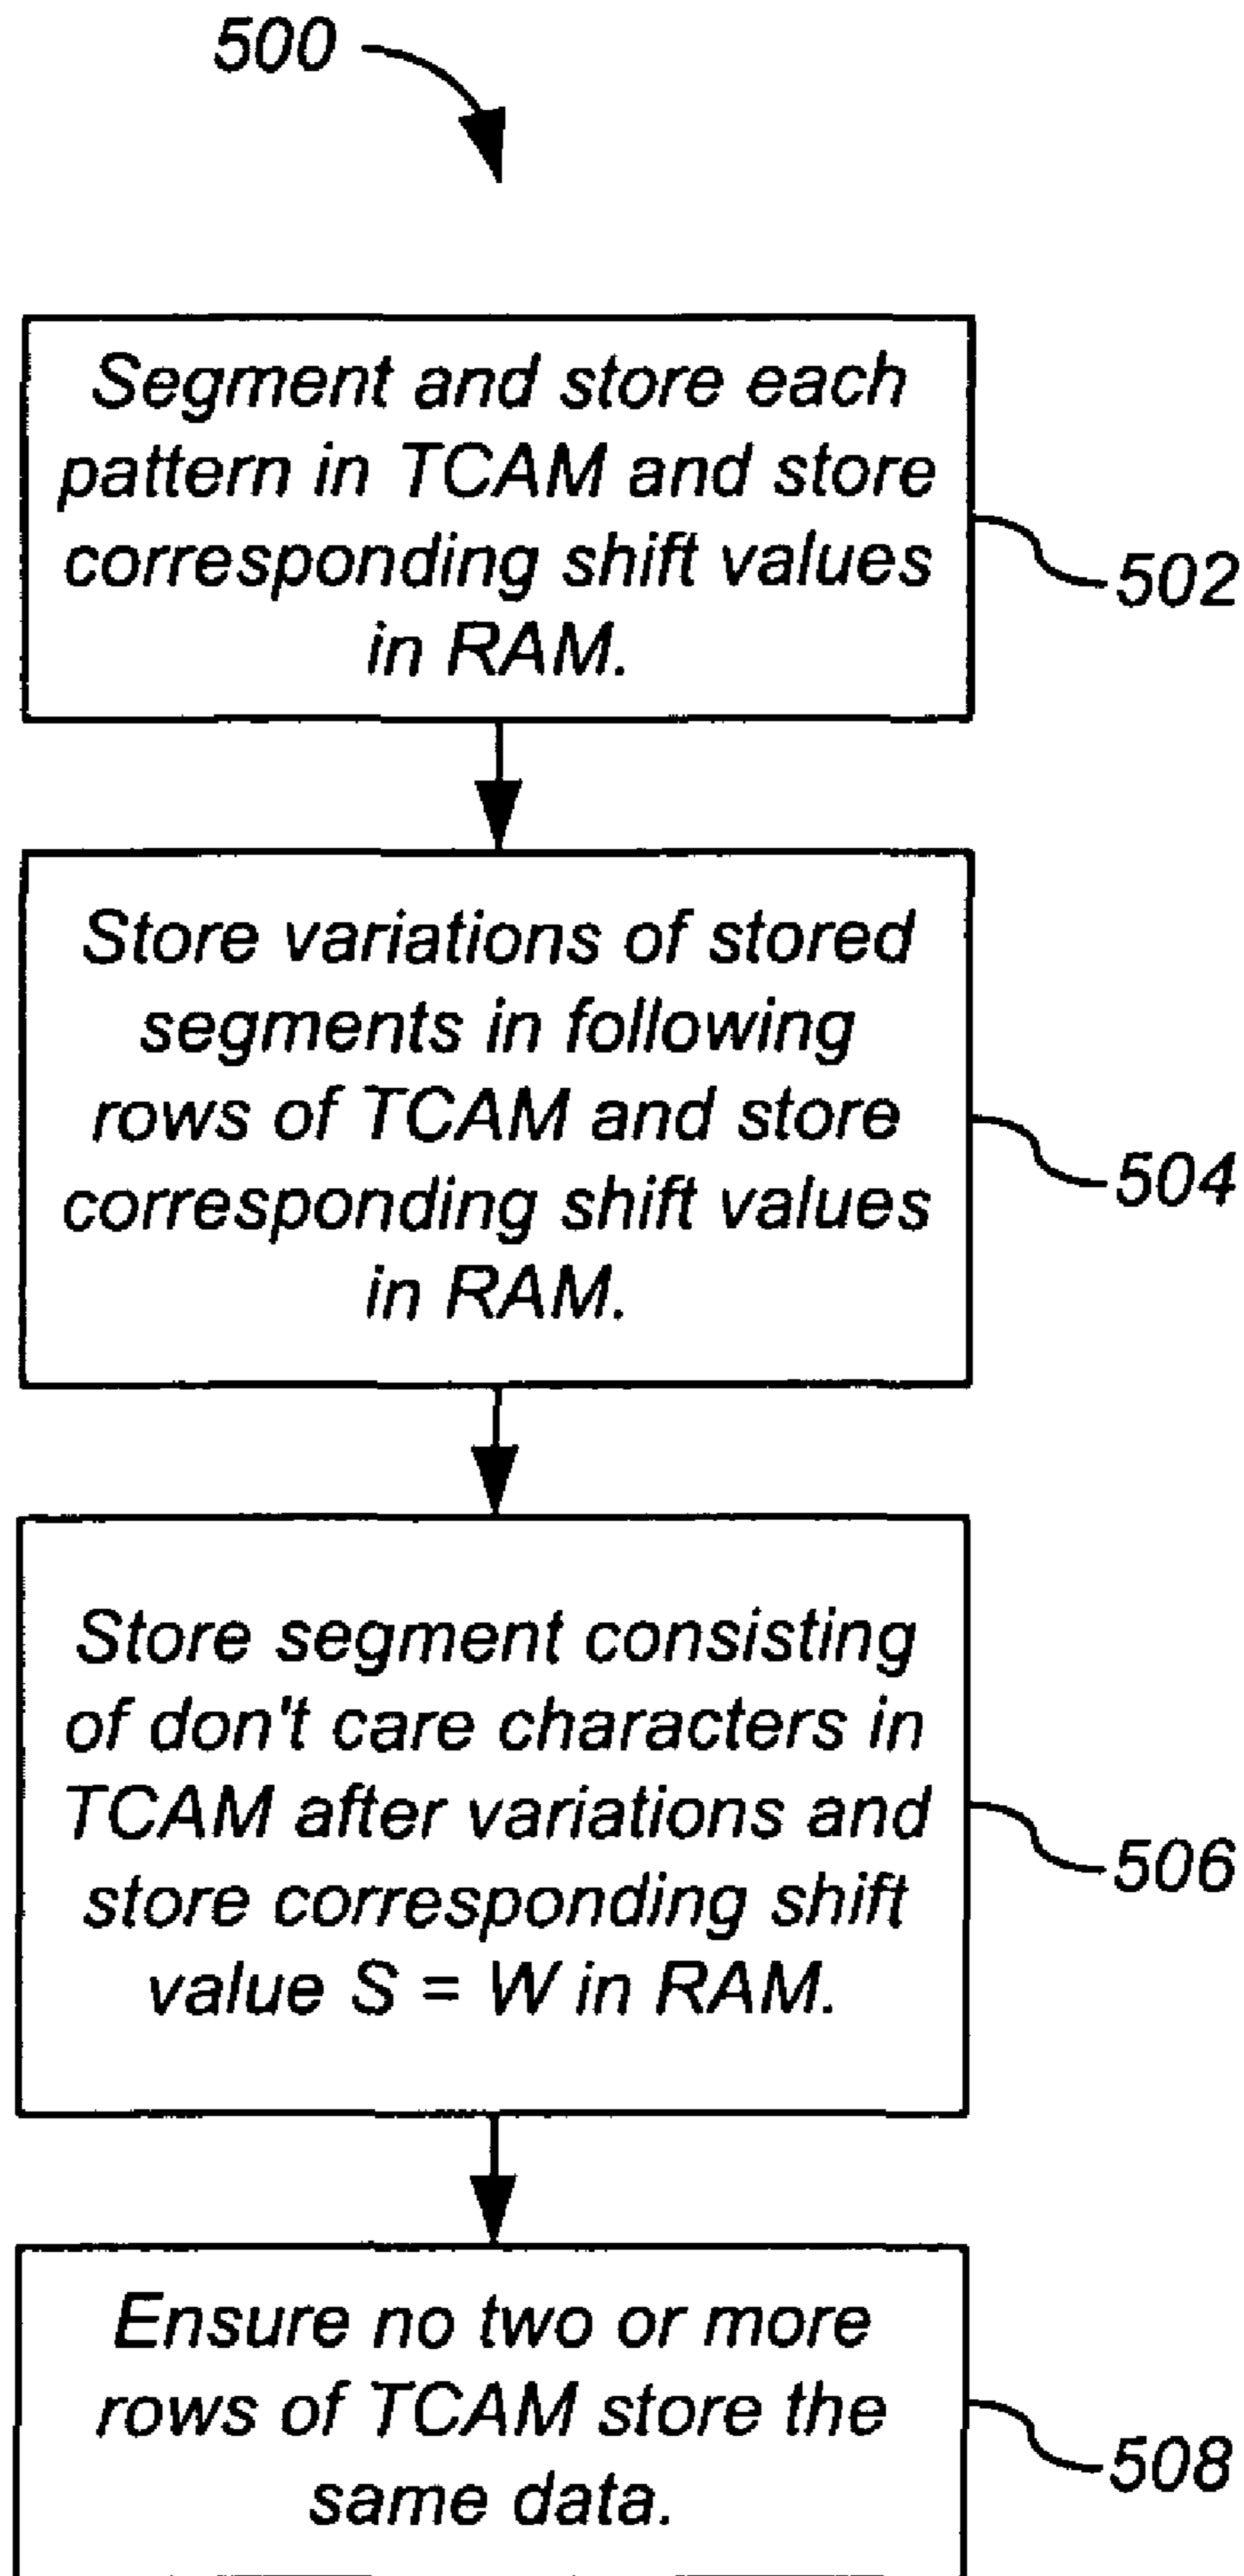 500
Segment and store each
pattern in TCAM and store
corresponding shift values
in RAM.
502
Store variations of stored
segments in following
rows of TCAM and store
corresponding shift values
in RAM.
504
Store segment consisting
of don't care characters in
TCAM after variations and
store corresponding shift
value S = W in RAM.
506
Ensure no two or more
rows of TCAM store the
same data.
508